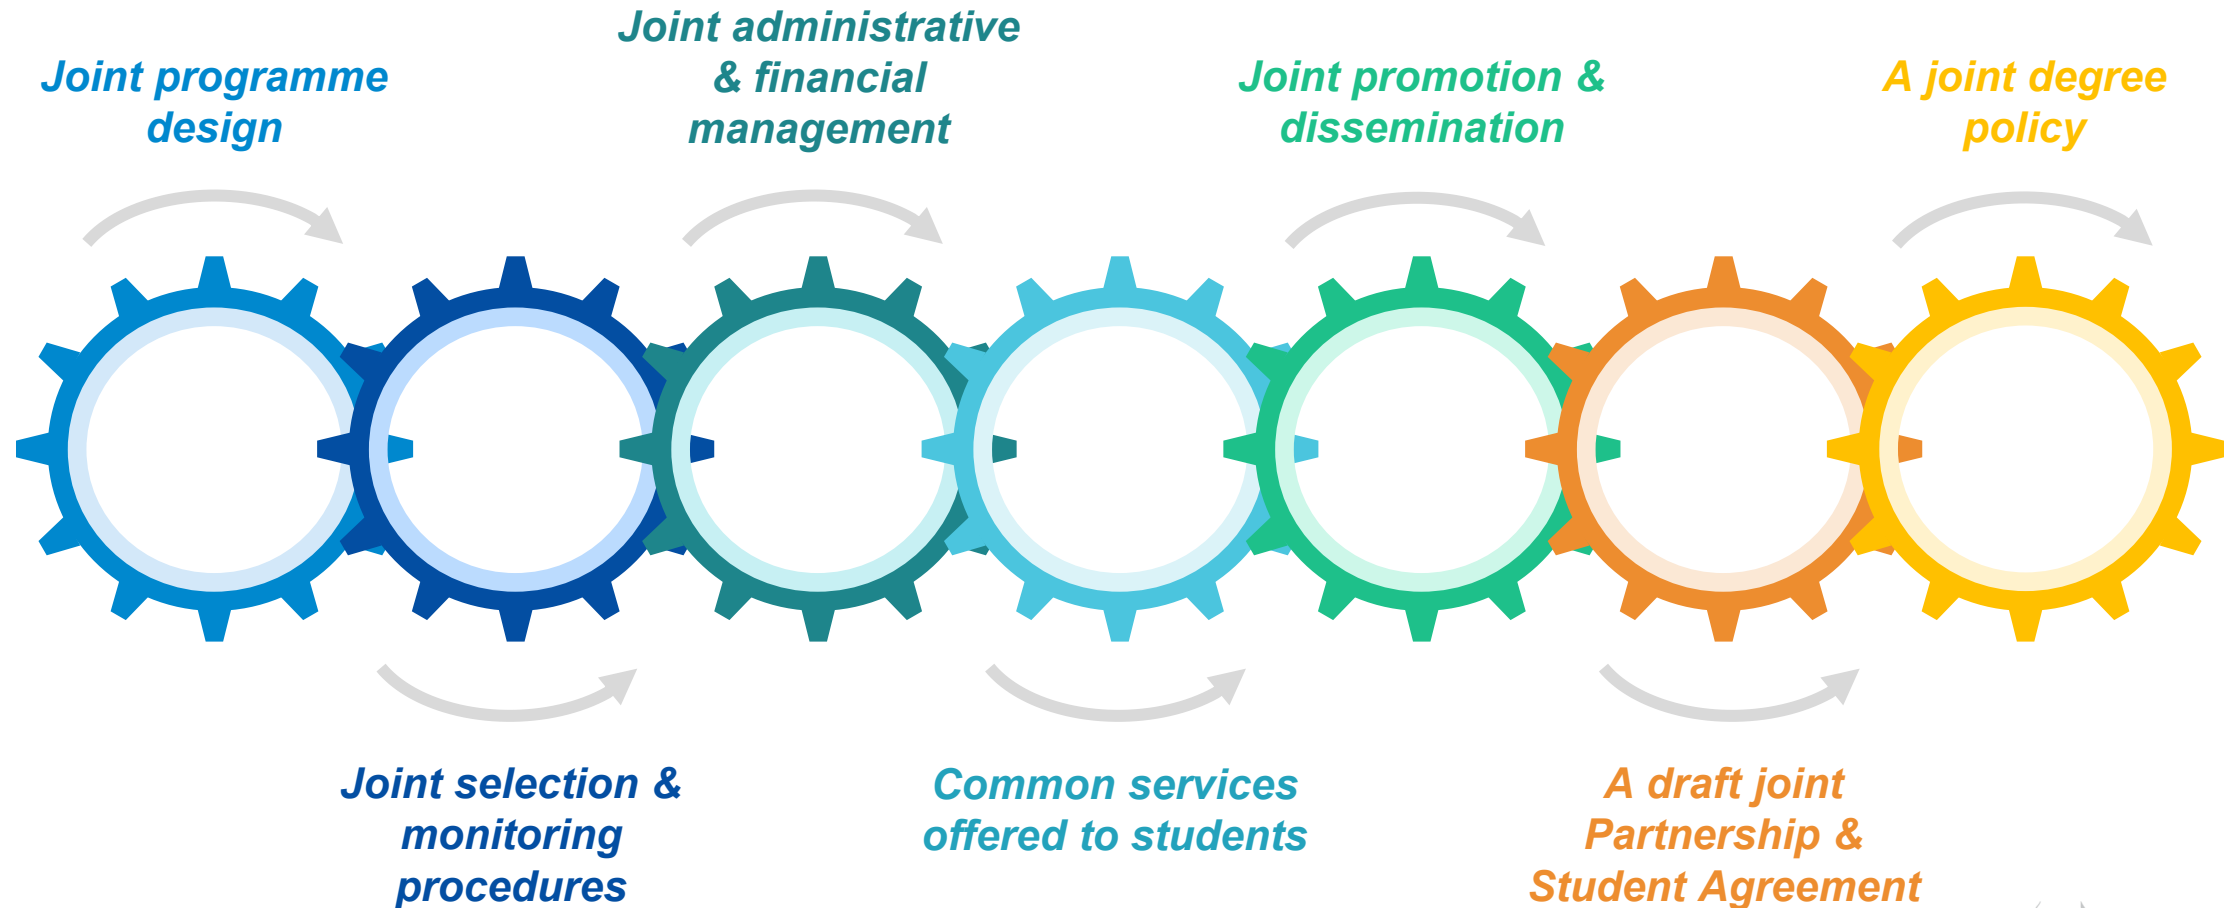 Joint programme
design
Joint administrative
& financial
management
Joint promotion &
dissemination
A joint degree
policy
Joint selection &
monitoring
procedures
Common services
offered to students
A draft joint
Partnership &
Student Agreement